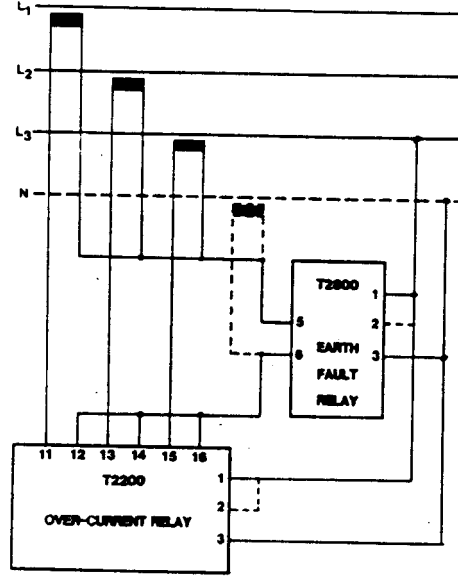 L1
L2
L3
N
T2800
1
5
2
6
EARTH
3
FAULT
RELAY
11 12 13 14 15 16
T2200
1
2
OVER-CURRENT RELAY
3